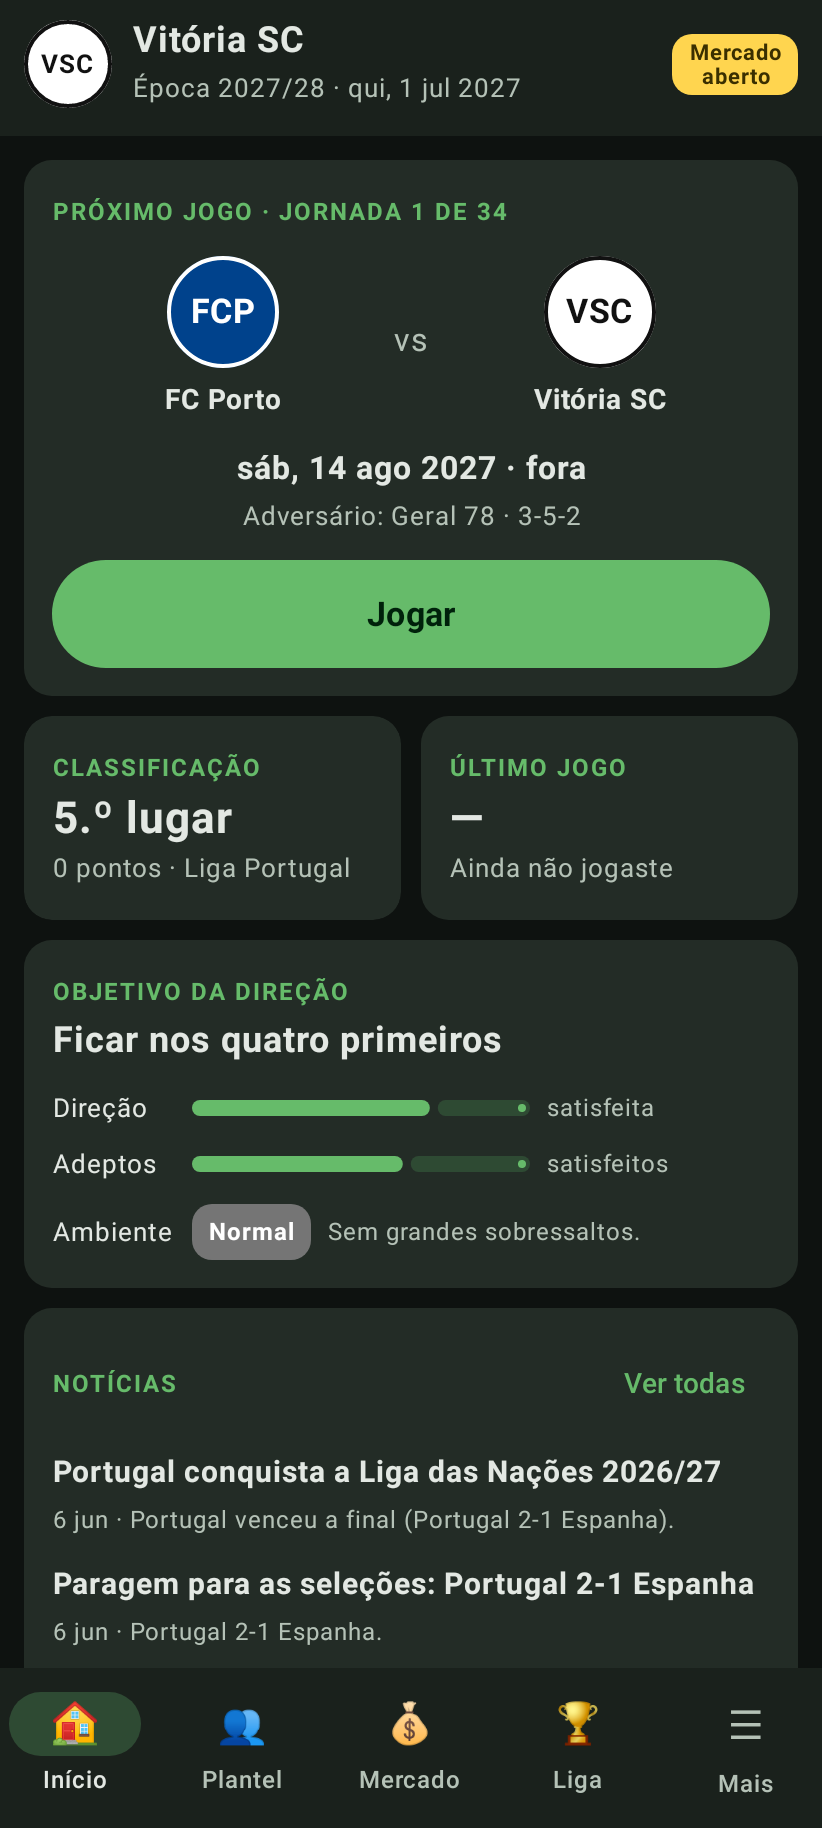 VSC
Vitória SC
Época 2027/28 · qui, 1 jul 2027
Mercado
aberto
PRÓXIMO JOGO · JORNADA 1 DE 34
FCP
vs
VSC
FC Porto
Vitória SC
sáb, 14 ago 2027 · fora
Adversário: Geral 78 · 3-5-2
Jogar
CLASSIFICAÇÃO
5.º lugar
0 pontos · Liga Portugal
ÚLTIMO JOGO
—
Ainda não jogaste
OBJETIVO DA DIREÇÃO
Ficar nos quatro primeiros
Direção satisfeita
Adeptos satisfeitos
Ambiente Normal Sem grandes sobressaltos.
NOTÍCIAS
Ver todas
Portugal conquista a Liga das Nações 2026/27
6 jun · Portugal venceu a final (Portugal 2-1 Espanha).
Paragem para as seleções: Portugal 2-1 Espanha
6 jun · Portugal 2-1 Espanha.
Início
Plantel
Mercado
Liga
Mais